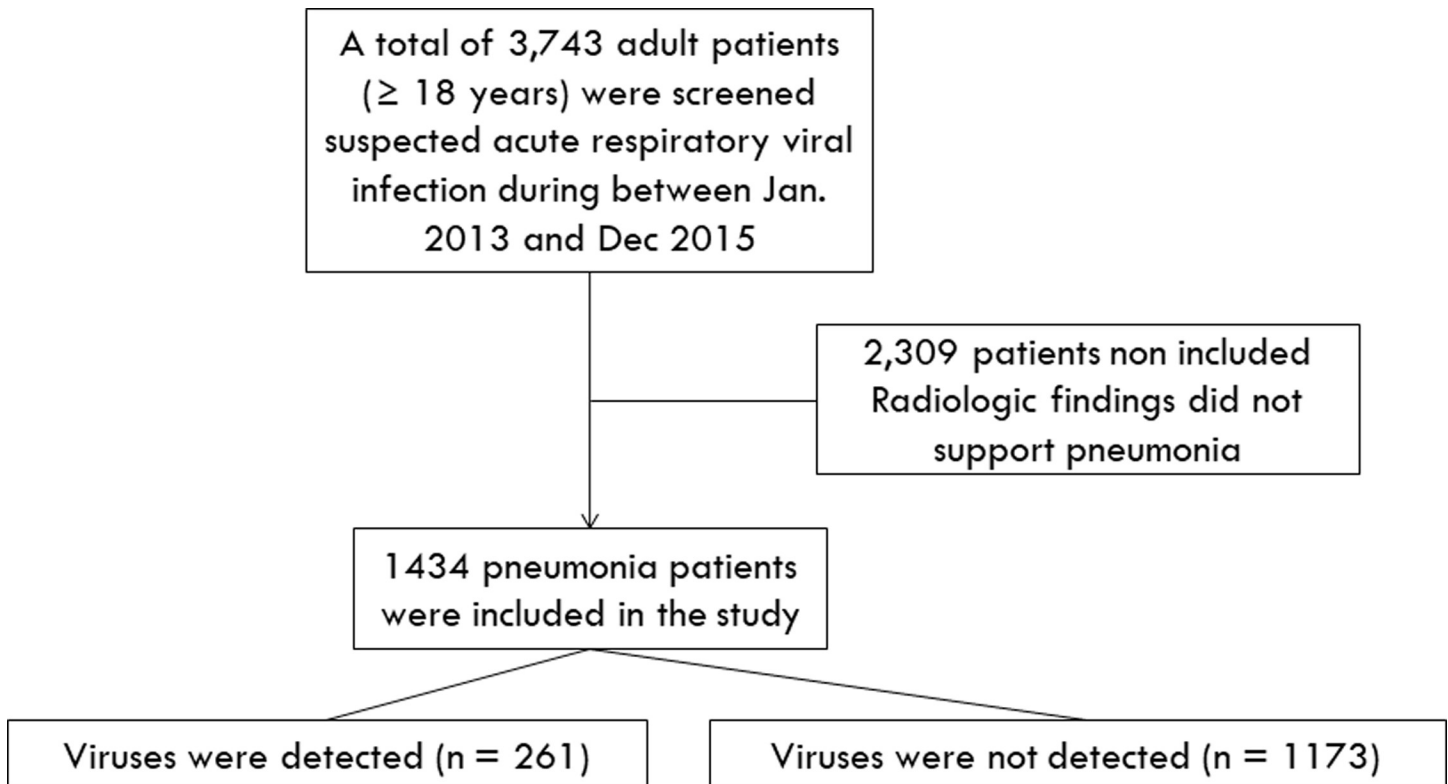 A total of 3,743 adult patients
(≥ 18 years) were screened
suspected acute respiratory viral
infection during between Jan.
2013 and Dec 2015
2,309 patients non included
Radiologic findings did not
support pneumonia
1434 pneumonia patients
were included in the study
Viruses were detected (n = 261)
Viruses were not detected (n = 1173)